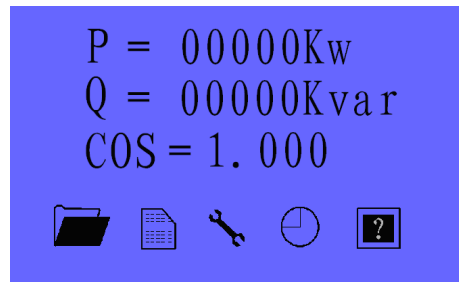 P = 00000Kw
Q = 00000Kvar
COS = 1.000
?